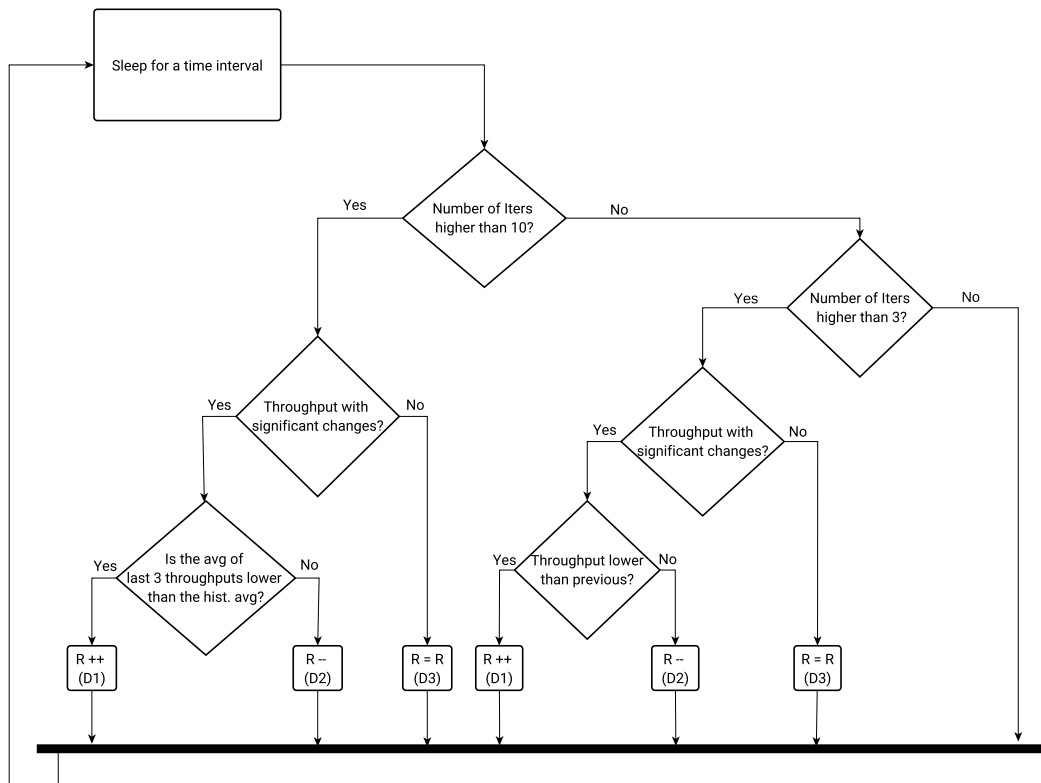 Sleep for a time interval
Number of Iters
higher than 10?
Yes
No
Number of Iters
higher than 3?
Yes
No
Throughput with
significant changes?
Yes
No
Throughput with
significant changes?
Yes
No
Is the avg of
last 3 throughputs lower
than the hist. avg?
Yes
No
Throughput lower
than previous?
Yes
No
R ++
(D1)
R --
(D2)
R = R
(D3)
R ++
(D1)
R --
(D2)
R = R
(D3)